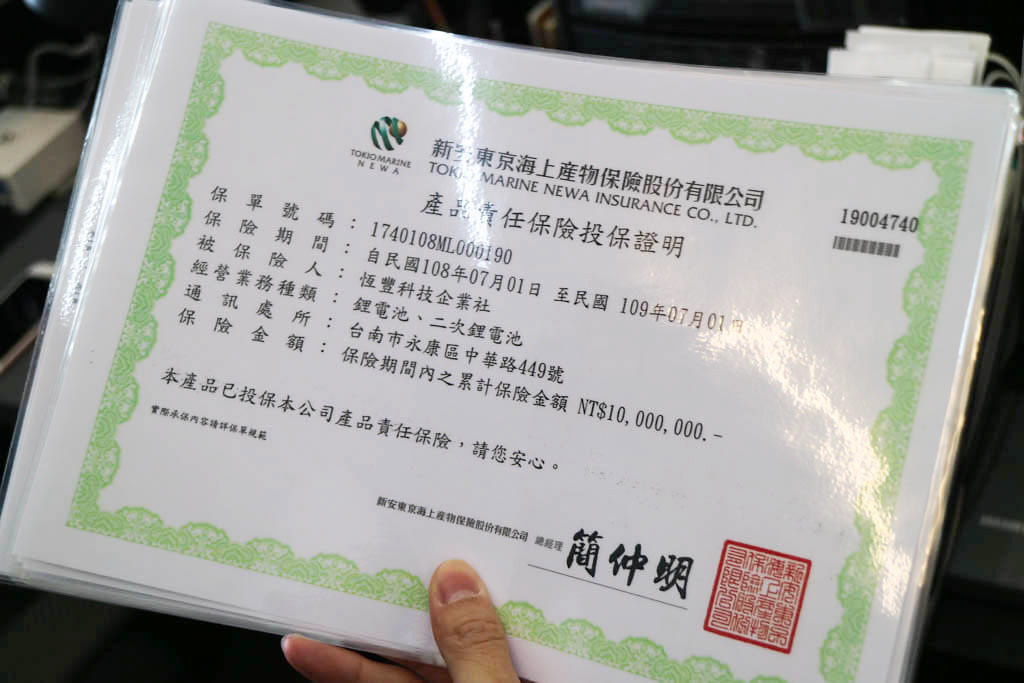 TOKIO MARINE
NEWA
新安東京海上產物保險股份有限公司
TOKIO MARINE NEWA INSURANCE CO., LTD.
產品責任保險投保證明
19004740
保單號碼：1740108ML000190
保險期間：自民國108年07月01日 至民國 109年07月01日
被保險人：恆豐科技企業社
經營業務種類：鋰電池、二次鋰電池
通訊處所：台南市永康區中華路449號
保險金額：保險期間內之累計保險金額 NT$10,000,000.-
本產品已投保本公司產品責任保險，請您安心。
實際承保內容請詳保單規範
新安東京海上產物保險股份有限公司 總經理 簡仲明